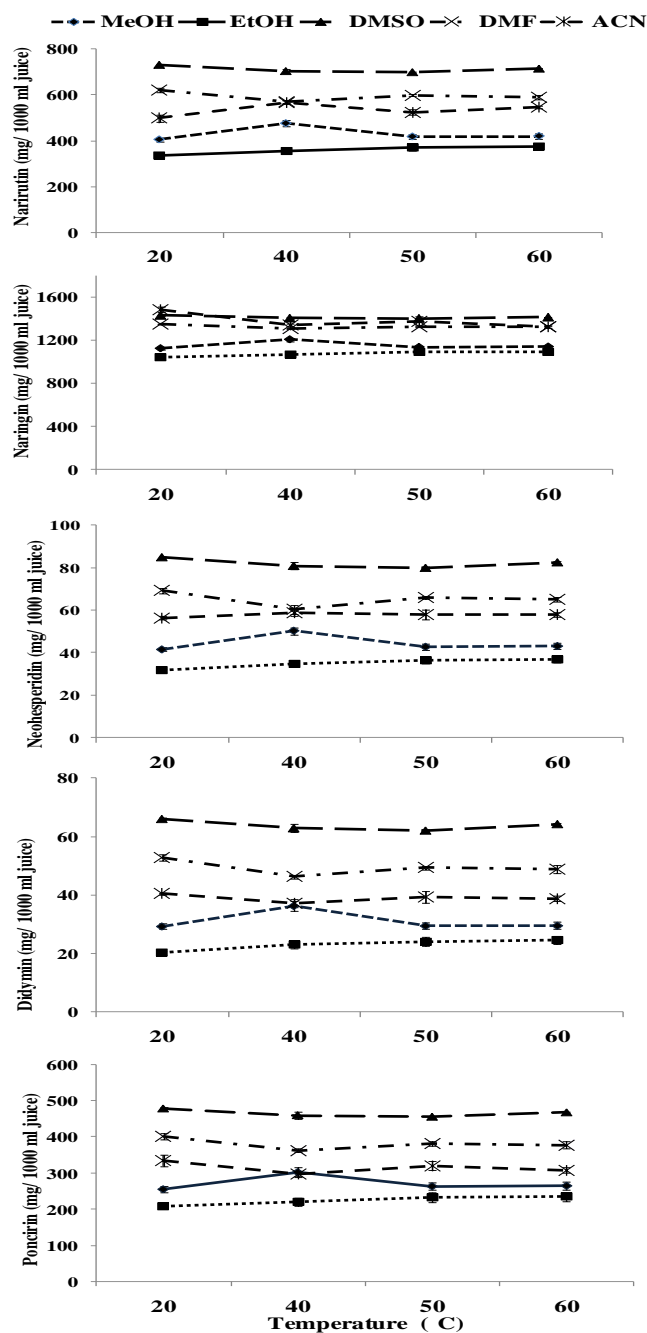 MeOH EtOH DMSO DMF ACN
800
600
400
200
0
Narirutin (mg/ 1000 ml juice)
20 40 50 60
1600
1200
800
400
0
Naringin (mg/ 1000 ml juice)
20 40 50 60
100
80
60
40
20
0
Neohesperidin (mg/ 1000 ml juice)
20 40 50 60
80
60
40
20
0
Didymin (mg/ 1000 ml juice)
20 40 50 60
600
500
400
300
200
100
0
Poncirin (mg/ 1000 ml juice)
20 40 50 60
Temperature ( C)